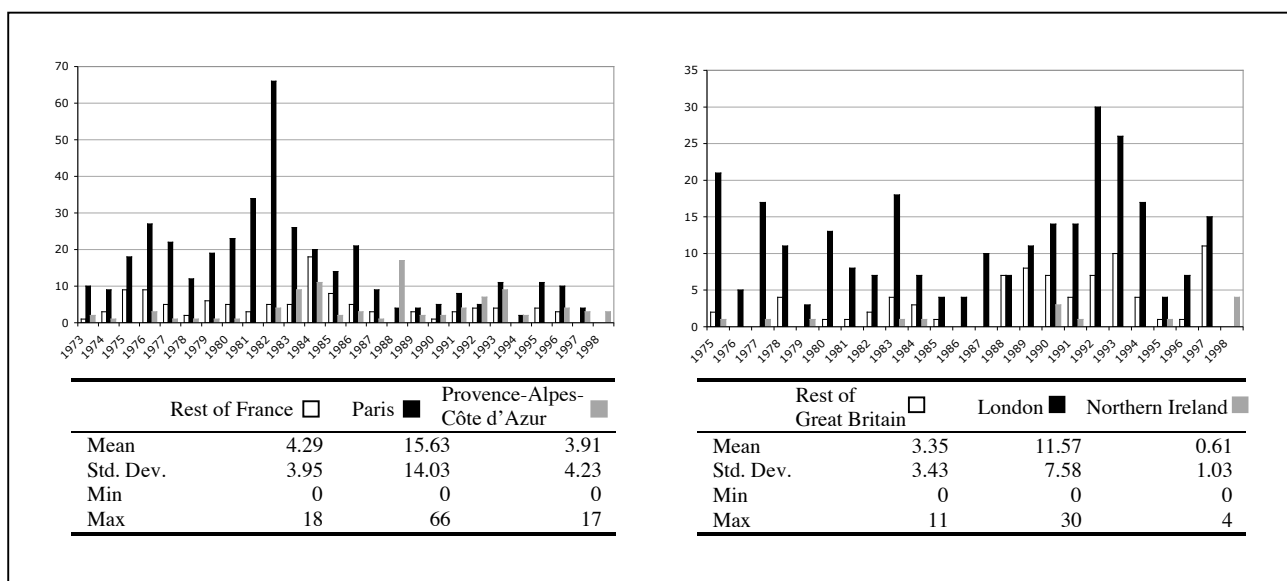 70
60
50
40
30
20
10
0
1973 1974 1975 1976 1977 1978 1979 1980 1981 1982 1983 1984 1985 1986 1987 1988 1989 1990 1991 1992 1993 1994 1995 1996 1997 1998
Rest of France Paris Provence-Alpes-
Côte d'Azur
Mean 4.29 15.63 3.91
Std. Dev. 3.95 14.03 4.23
Min 0 0 0
Max 18 66 17
35
30
25
20
15
10
5
0
1975 1976 1977 1978 1979 1980 1981 1982 1983 1984 1985 1986 1987 1988 1989 1990 1991 1992 1993 1994 1995 1996 1997 1998
Rest of
Great Britain London Northern Ireland
Mean 3.35 11.57 0.61
Std. Dev. 3.43 7.58 1.03
Min 0 0 0
Max 11 30 4